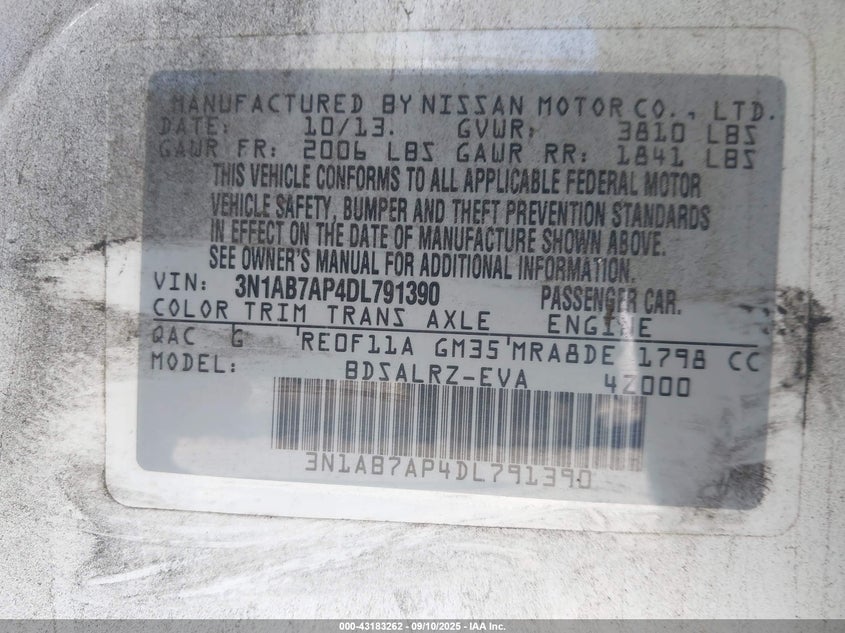 MANUFACTURED BY NISSAN MOTOR CO., LTD.
DATE: 10/13. GVWR: 3810 LBS
GAWR FR: 2006 LBS GAWR RR: 1841 LBS
THIS VEHICLE CONFORMS TO ALL APPLICABLE FEDERAL MOTOR
VEHICLE SAFETY, BUMPER AND THEFT PREVENTION STANDARDS
IN EFFECT ON THE DATE OF MANUFACTURE SHOWN ABOVE.
SEE OWNER'S MANUAL FOR ADDITIONAL INFORMATION.
VIN: 3N1AB7AP4DL791390 PASSENGER CAR.
COLOR TRIM TRANS AXLE ENGINE
QAC G RE0F11A GM35 MRA8DE 1798 CC
MODEL: BDSALRZ-EVA 4Z000
3N1AB7AP4DL791390
000-43183262 - 09/10/2025 - IAA Inc.